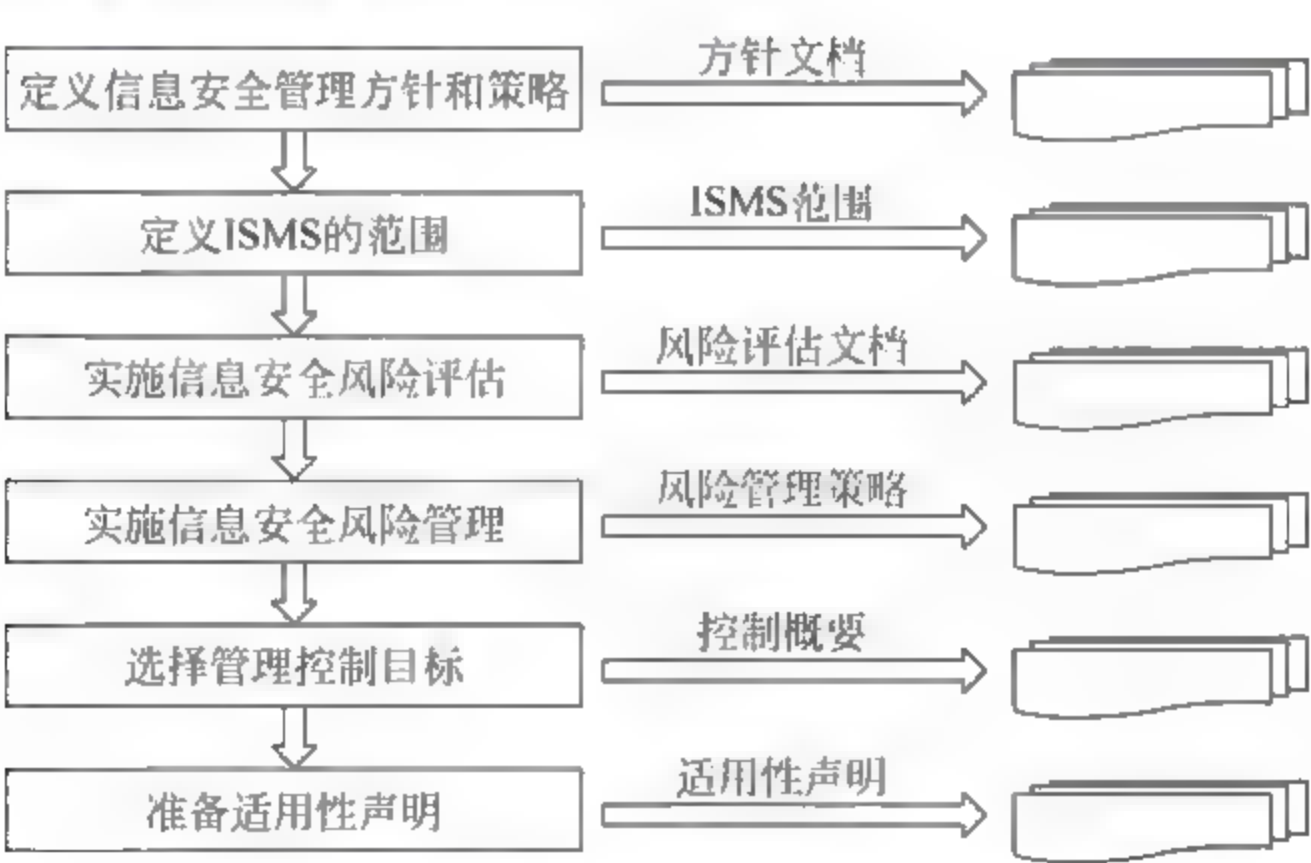 定义信息安全管理方针和策略
方针文档
定义ISMS的范围
ISMS范围
实施信息安全风险评估
风险评估文档
实施信息安全风险管理
风险管理策略
选择管理控制目标
控制概要
准备适用性声明
适用性声明